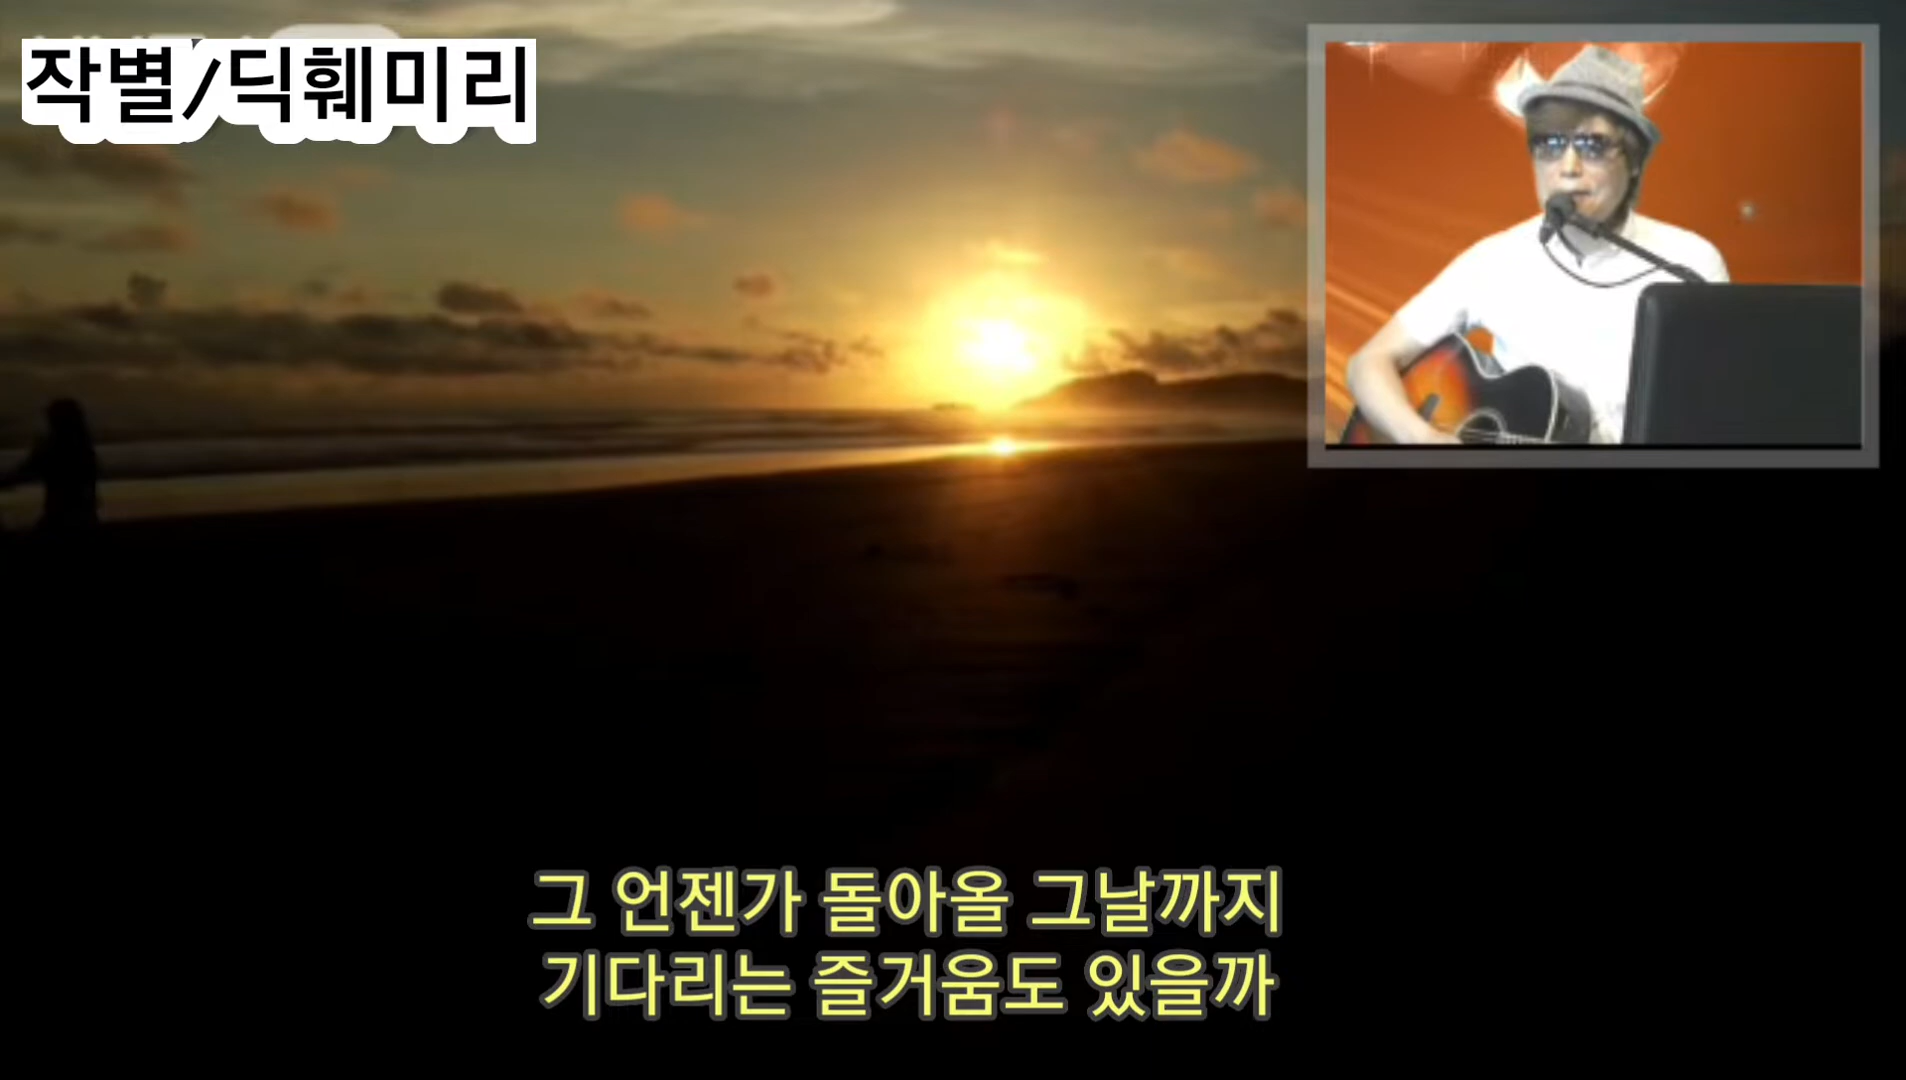 작별/딕훼미리
그 언젠가 돌아올 그날까지
기다리는 즐거움도 있을까